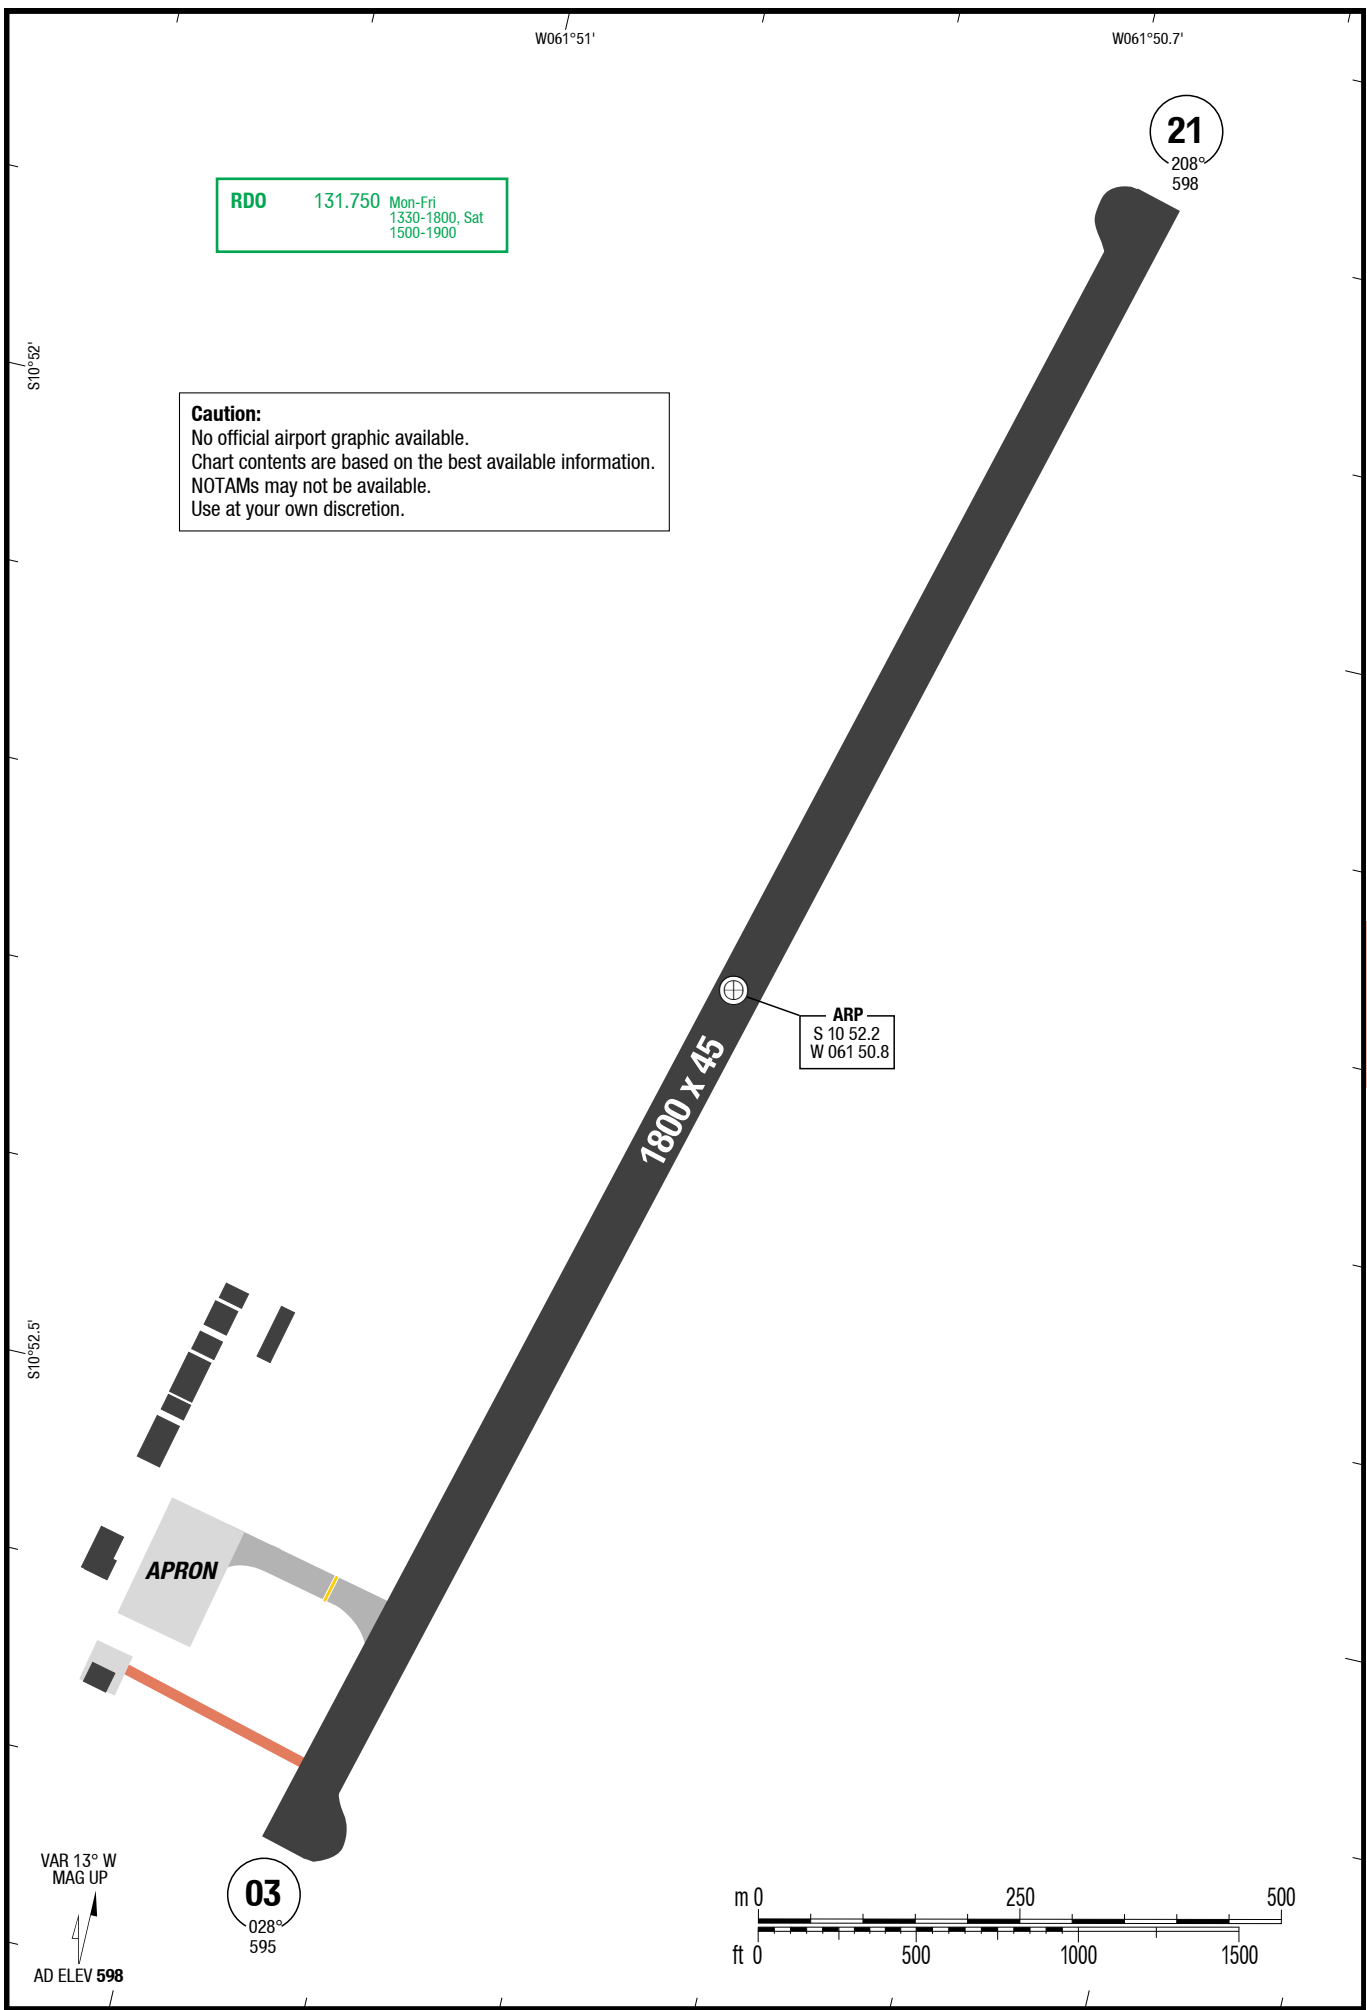 W061°51'
W061°50.7'
21
208°
598
RDO 131.750 Mon-Fri
1330-1800, Sat
1500-1900
S10°52'
Caution:
No official airport graphic available.
Chart contents are based on the best available information.
NOTAMs may not be available.
Use at your own discretion.
ARP
S 10 52.2
W 061 50.8
1800 x 45
S10°52.5'
APRON
VAR 13° W
MAG UP
AD ELEV 598
03
028°
595
m 0 250 500
ft 0 500 1000 1500